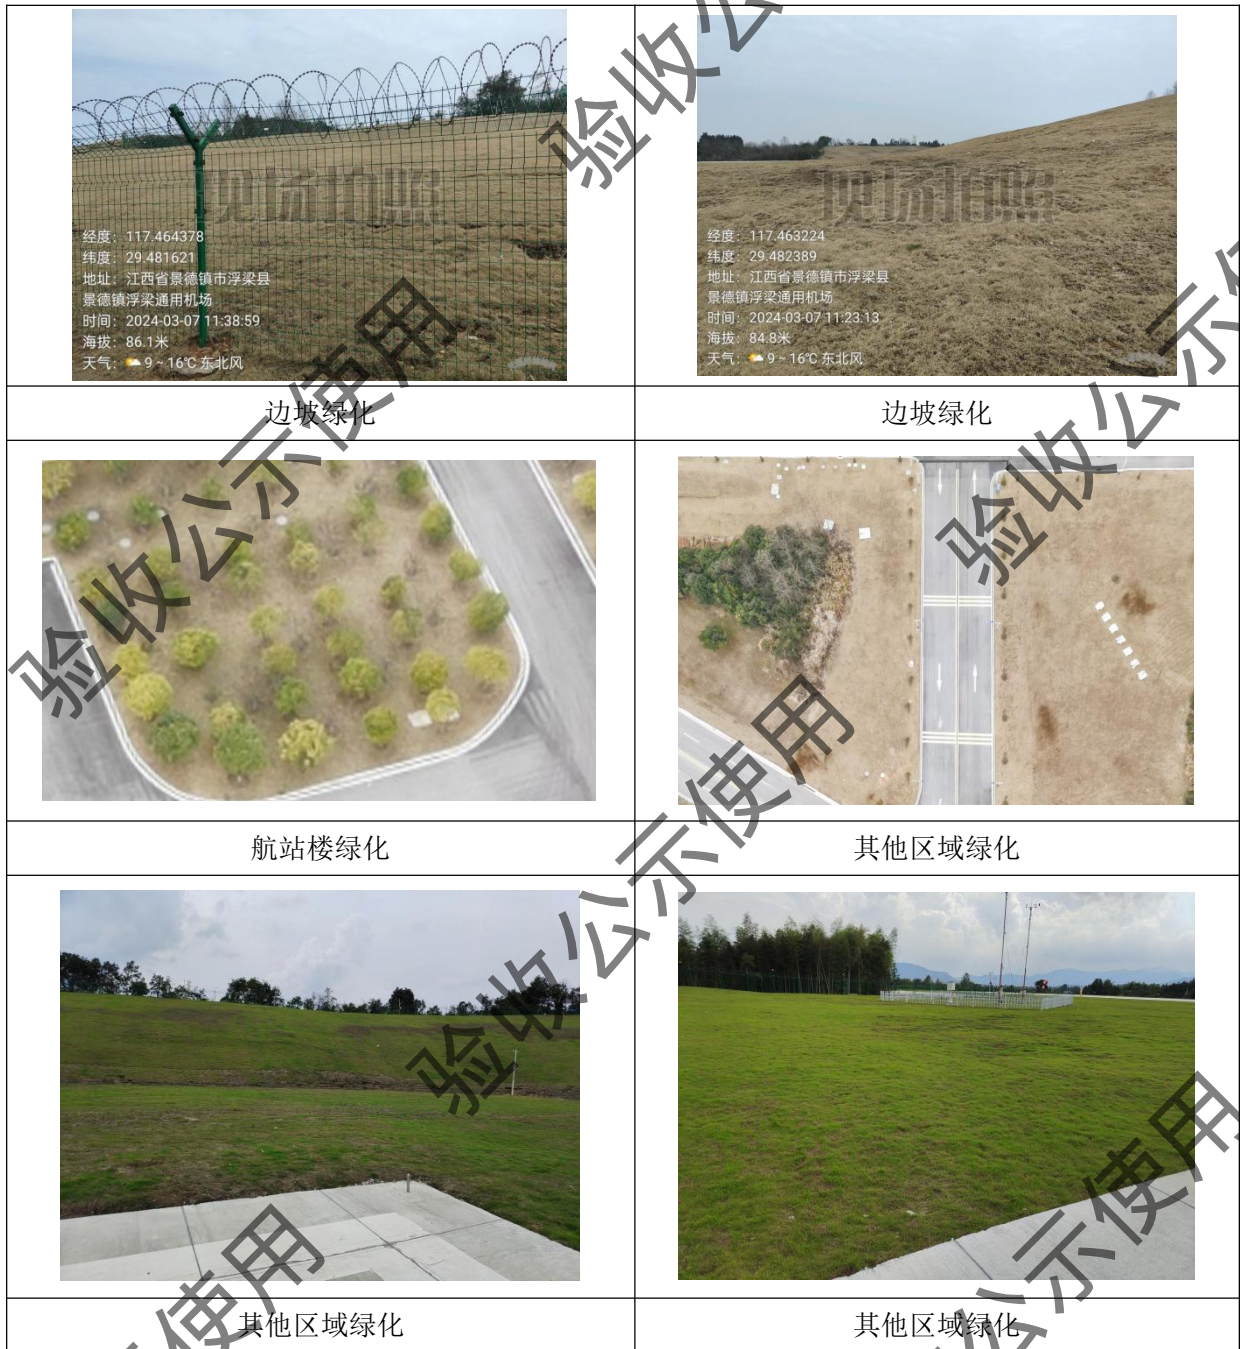 现场拍照
经度：117.464378
纬度：29.481621
地址：江西省景德镇市浮梁县
景德镇浮梁通用机场
时间：2024-03-07 11:38:59
海拔：86.1米
天气：9~16℃ 东北风
现场拍照
经度：117.463224
纬度：29.482389
地址：江西省景德镇市浮梁县
景德镇浮梁通用机场
时间：2024-03-07 11:23:13
海拔：84.8米
天气：9~16℃ 东北风
边坡绿化
边坡绿化
航站楼绿化
其他区域绿化
其他区域绿化
其他区域绿化
验收公示使用
验收公示使用
验收公示使用
验收公
示使用
公示使用